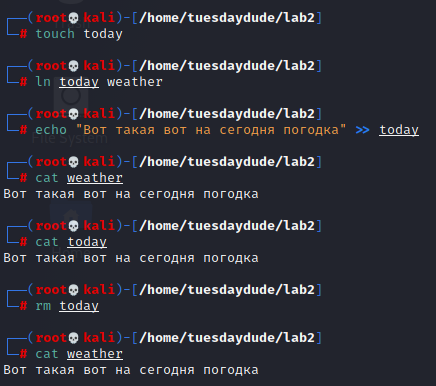 (root💀kali)-[/home/tuesdaydude/lab2]
# touch today
(root💀kali)-[/home/tuesdaydude/lab2]
# ln today weather
(root💀kali)-[/home/tuesdaydude/lab2]
# echo "Вот такая вот на сегодня погодка" >> today
File System
(root💀kali)-[/home/tuesdaydude/lab2]
# cat weather
Вот такая вот на сегодня погодка
(root💀kali)-[/home/tuesdaydude/lab2]
# cat today
Вот такая вот на сегодня погодка
(root💀kali)-[/home/tuesdaydude/lab2]
# rm today
(root💀kali)-[/home/tuesdaydude/lab2]
# cat weather
Вот такая вот на сегодня погодка